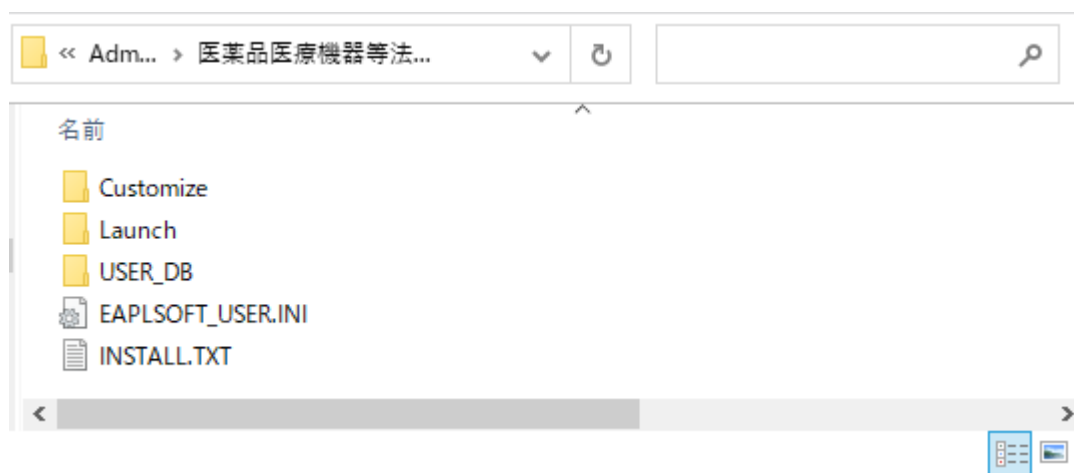 « Adm... › 医薬品医療機器等法...
名前
Customize
Launch
USER_DB
EAPLSOFT_USER.INI
INSTALL.TXT